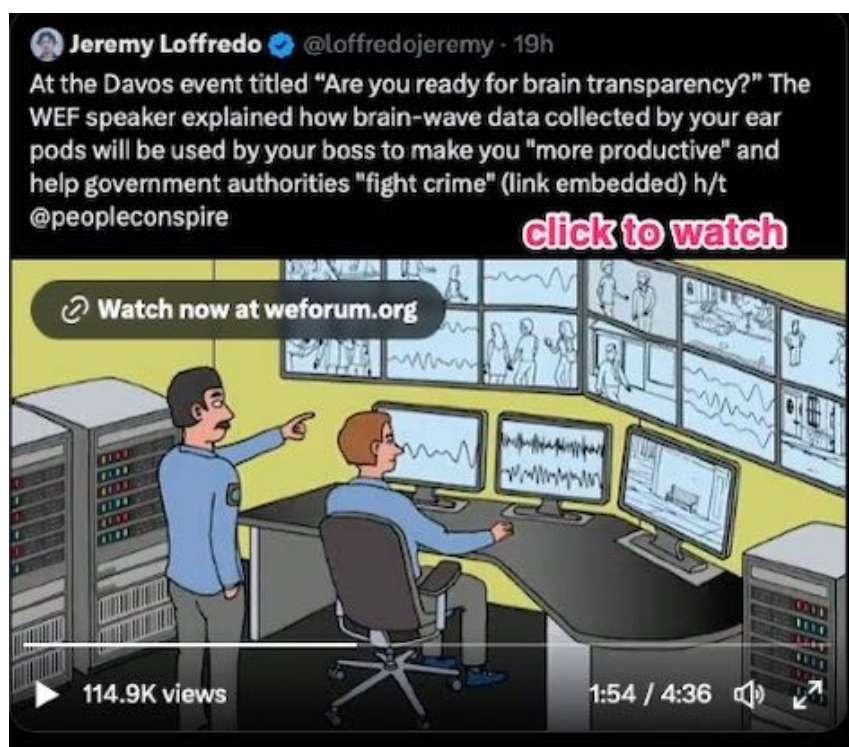 Jeremy Loffredo @loffredojeremy · 19h
At the Davos event titled “Are you ready for brain transparency?” The
WEF speaker explained how brain-wave data collected by your ear
pods will be used by your boss to make you "more productive" and
help government authorities "fight crime" (link embedded) h/t
@peopleconspire
click to watch
Watch now at weforum.org
114.9K views
1:54 / 4:36